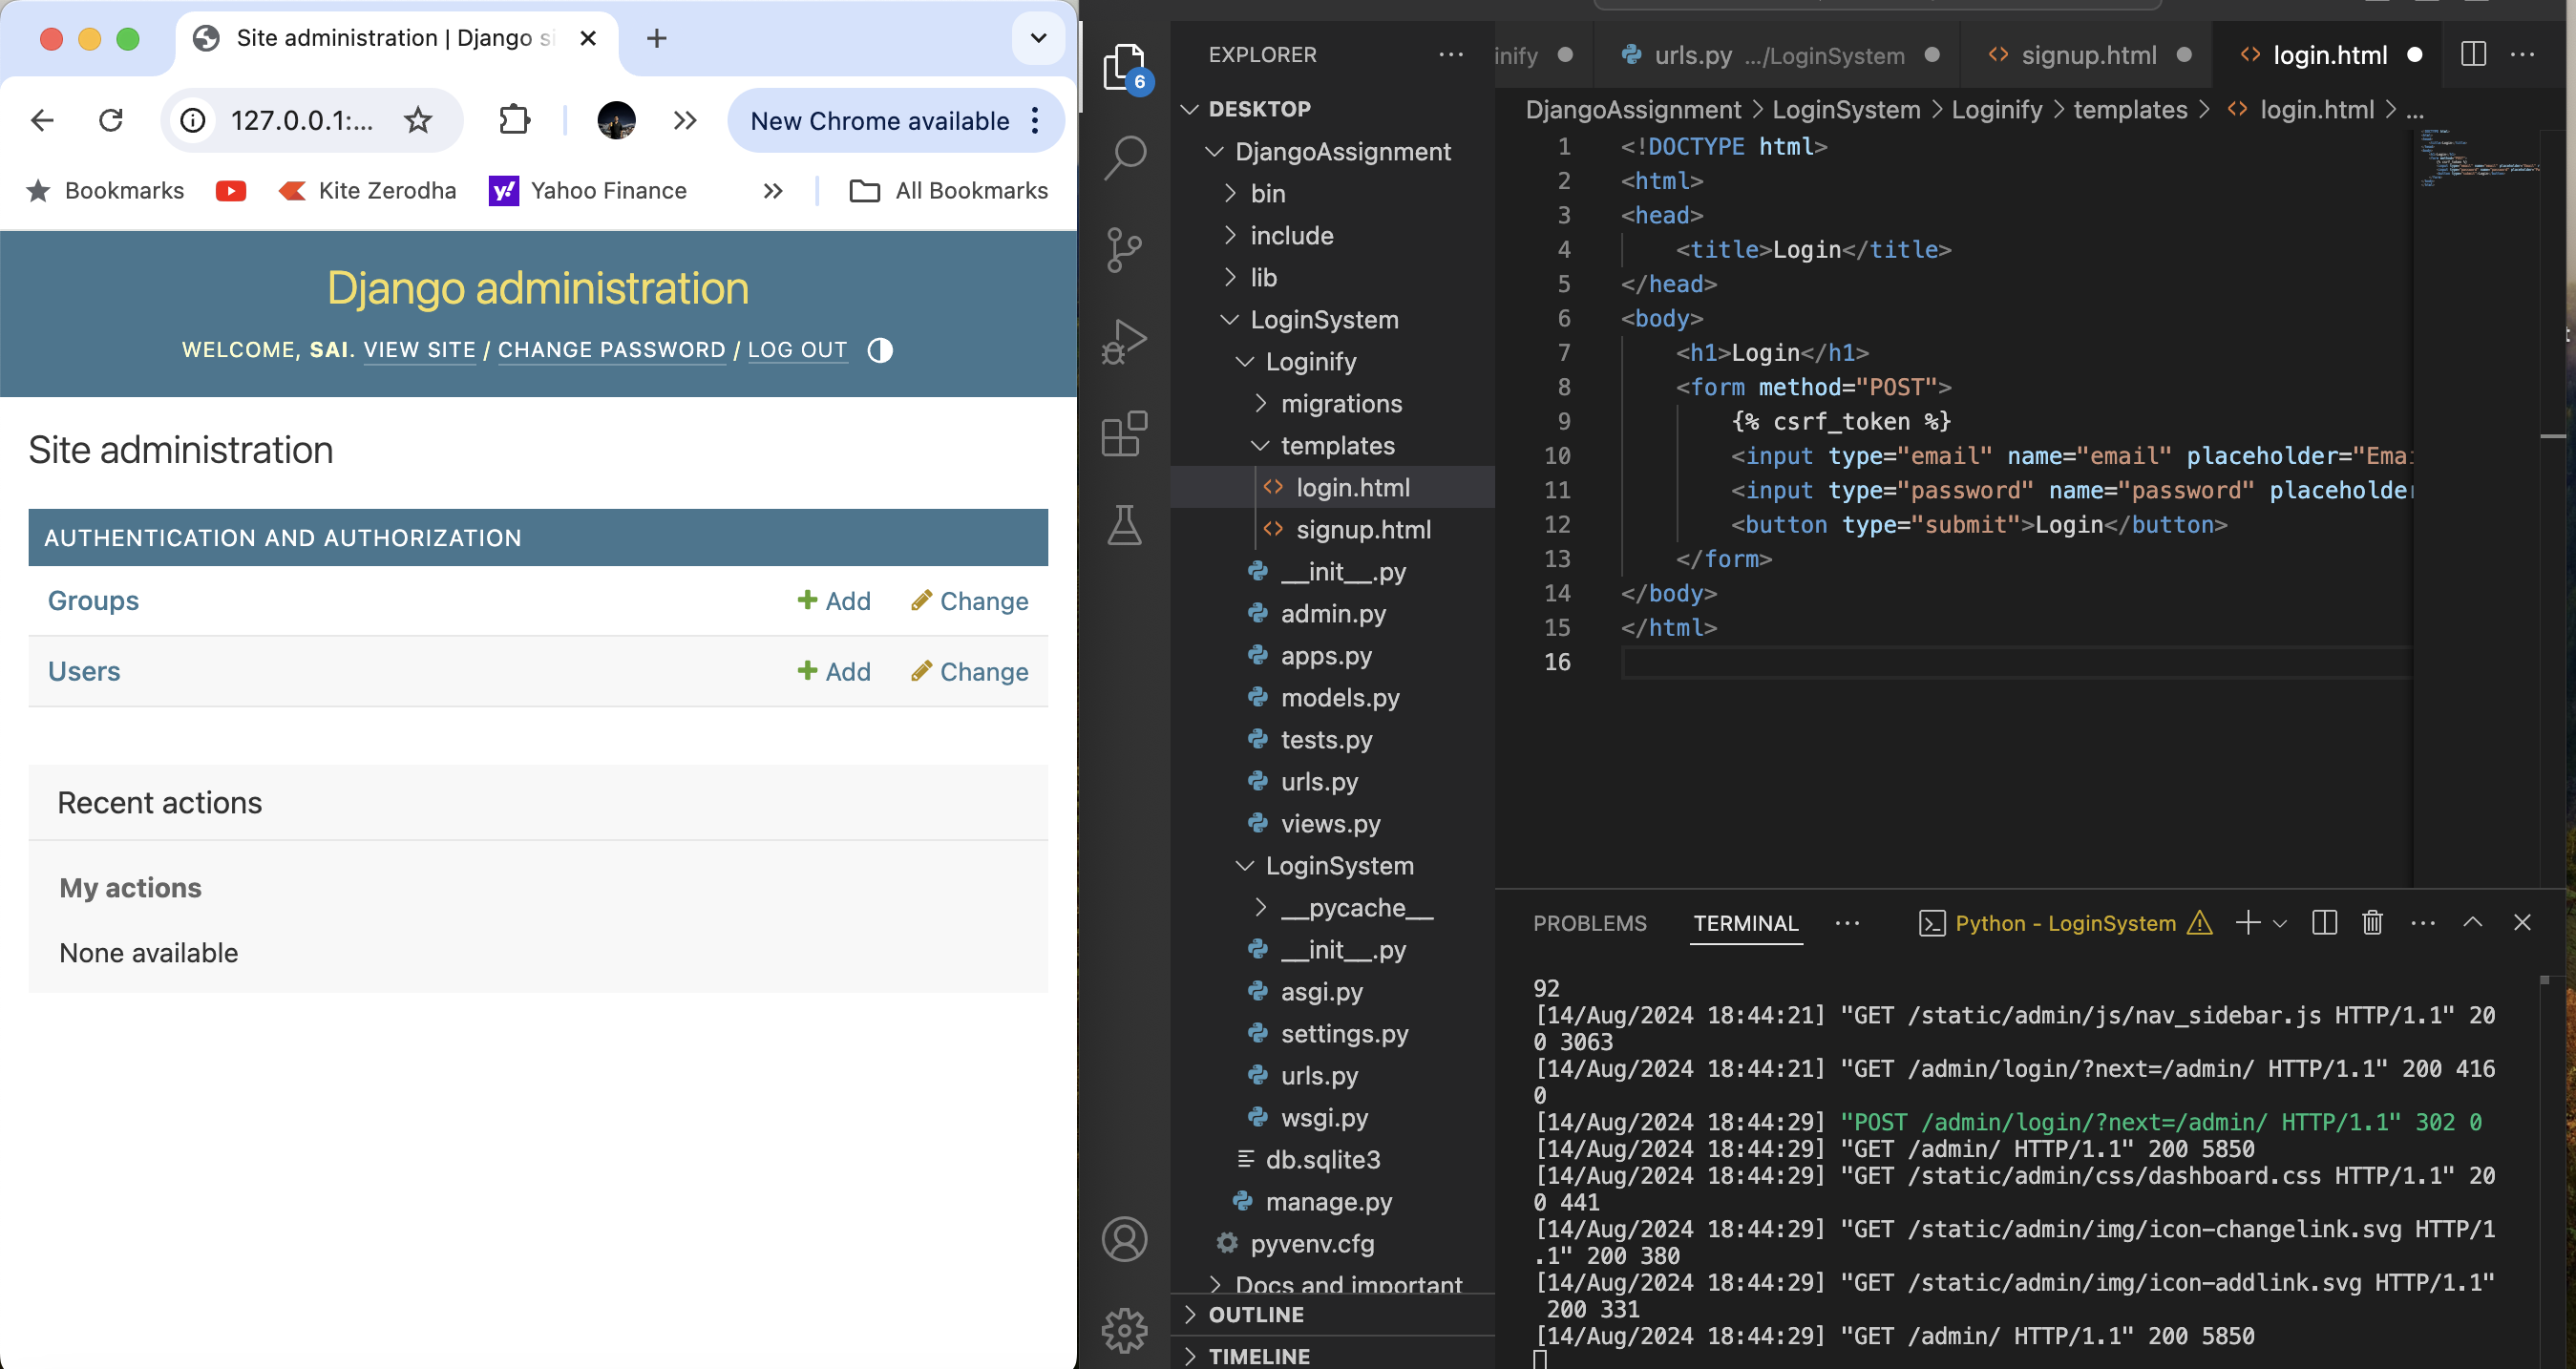 Site administration | Django si
127.0.0.1:...
New Chrome available
Bookmarks
Kite Zerodha
Yahoo Finance
All Bookmarks
Django administration
WELCOME, SAI. VIEW SITE / CHANGE PASSWORD / LOG OUT
Site administration
AUTHENTICATION AND AUTHORIZATION
Groups
Add
Change
Users
Add
Change
Recent actions
My actions
None available
6
EXPLORER
DESKTOP
DjangoAssignment
bin
include
lib
LoginSystem
Loginify
migrations
templates
login.html
signup.html
__init__.py
admin.py
apps.py
models.py
tests.py
urls.py
views.py
LoginSystem
__pycache__
__init__.py
asgi.py
settings.py
urls.py
wsgi.py
db.sqlite3
manage.py
pyvenv.cfg
Docs and important
OUTLINE
TIMELINE
inify
urls.py .../LoginSystem
signup.html
login.html
DjangoAssignment > LoginSystem > Loginify > templates > <> login.html > ...
1 <!DOCTYPE html>
2 <html>
3 <head>
4 <title>Login</title>
5 </head>
6 <body>
7 <h1>Login</h1>
8 <form method="POST">
9 {% csrf_token %}
10 <input type="email" name="email" placeholder="Emai
11 <input type="password" name="password" placeholder
12 <button type="submit">Login</button>
13 </form>
14 </body>
15 </html>
16
PROBLEMS
TERMINAL
Python - LoginSystem
92
[14/Aug/2024 18:44:21] "GET /static/admin/js/nav_sidebar.js HTTP/1.1" 20
0 3063
[14/Aug/2024 18:44:21] "GET /admin/login/?next=/admin/ HTTP/1.1" 200 416
0
[14/Aug/2024 18:44:29] "POST /admin/login/?next=/admin/ HTTP/1.1" 302 0
[14/Aug/2024 18:44:29] "GET /admin/ HTTP/1.1" 200 5850
[14/Aug/2024 18:44:29] "GET /static/admin/css/dashboard.css HTTP/1.1" 20
0 441
[14/Aug/2024 18:44:29] "GET /static/admin/img/icon-changelink.svg HTTP/1
.1" 200 380
[14/Aug/2024 18:44:29] "GET /static/admin/img/icon-addlink.svg HTTP/1.1"
200 331
[14/Aug/2024 18:44:29] "GET /admin/ HTTP/1.1" 200 5850